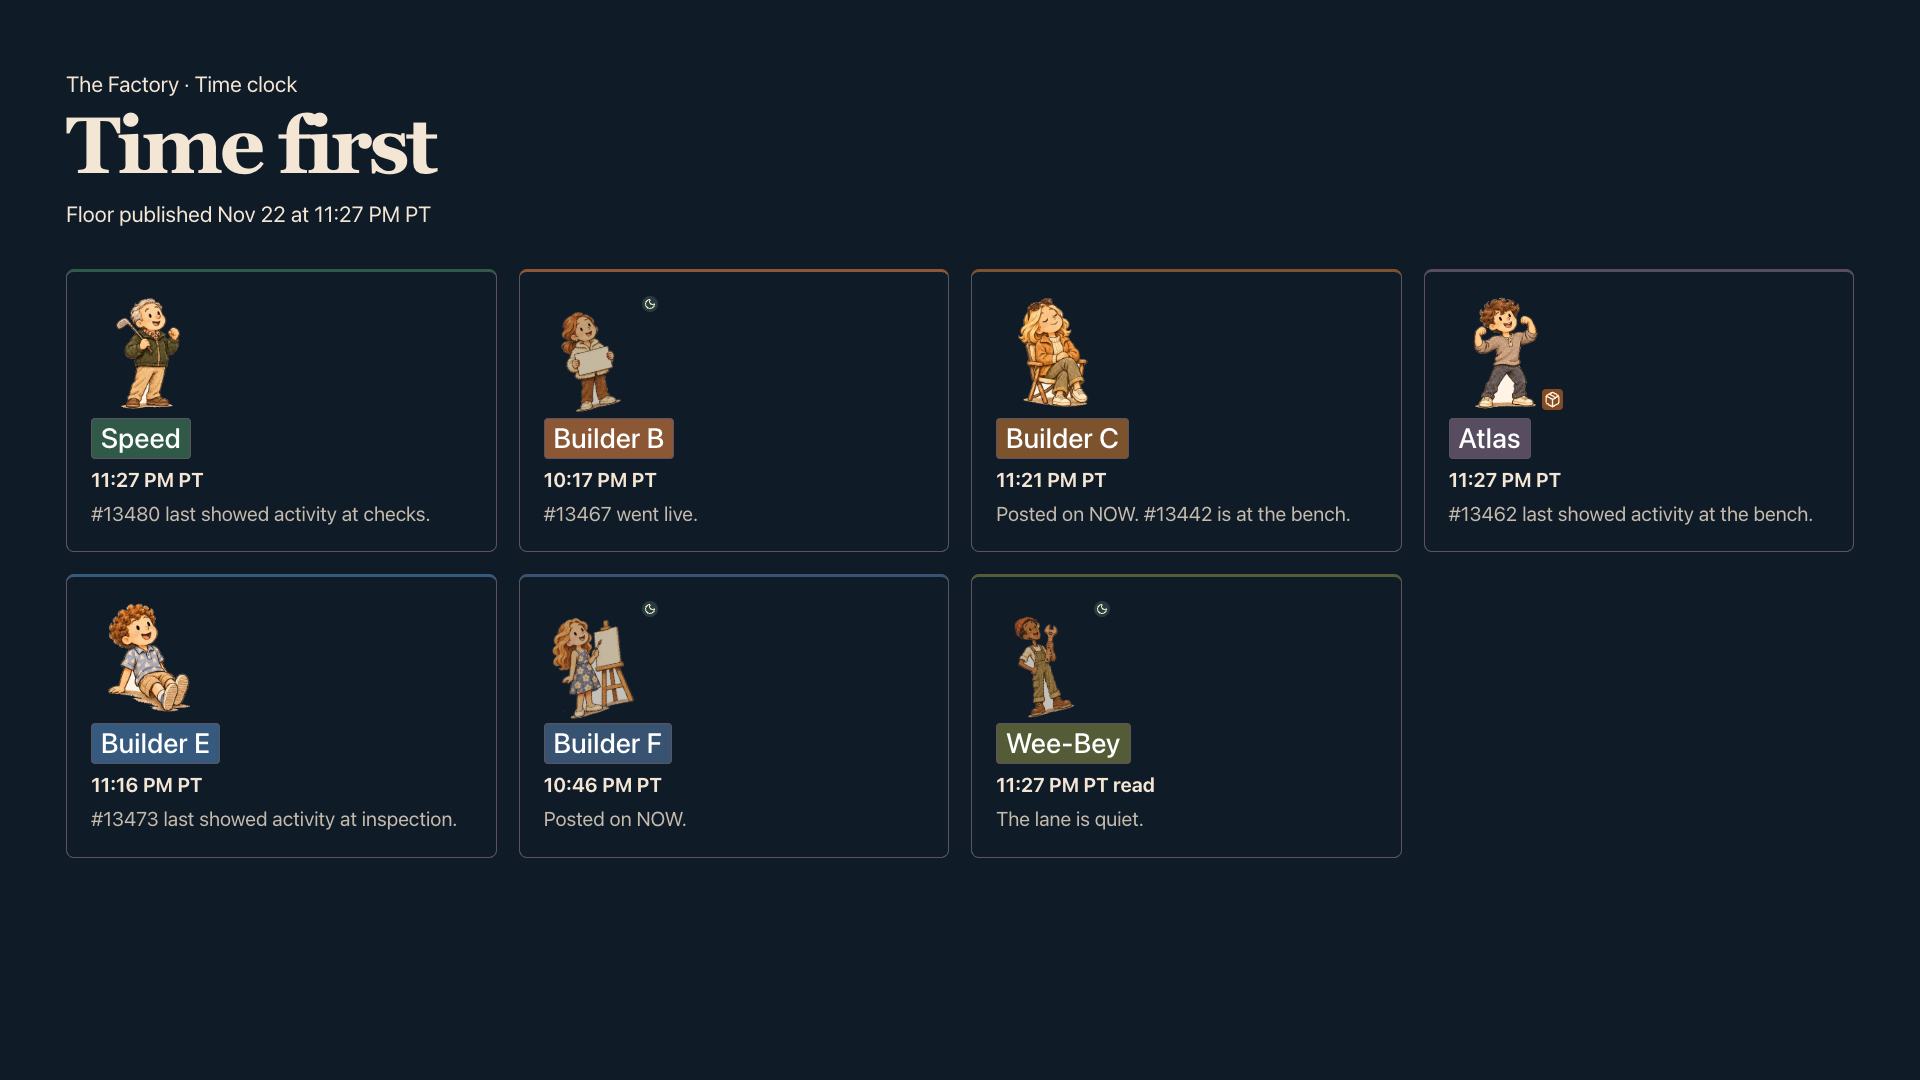 The Factory · Time clock
Time first
Floor published Nov 22 at 11:27 PM PT
Speed
11:27 PM PT
#13480 last showed activity at checks.
Builder B
10:17 PM PT
#13467 went live.
Builder C
11:21 PM PT
Posted on NOW. #13442 is at the bench.
Atlas
11:27 PM PT
#13462 last showed activity at the bench.
Builder E
11:16 PM PT
#13473 last showed activity at inspection.
Builder F
10:46 PM PT
Posted on NOW.
Wee-Bey
11:27 PM PT read
The lane is quiet.